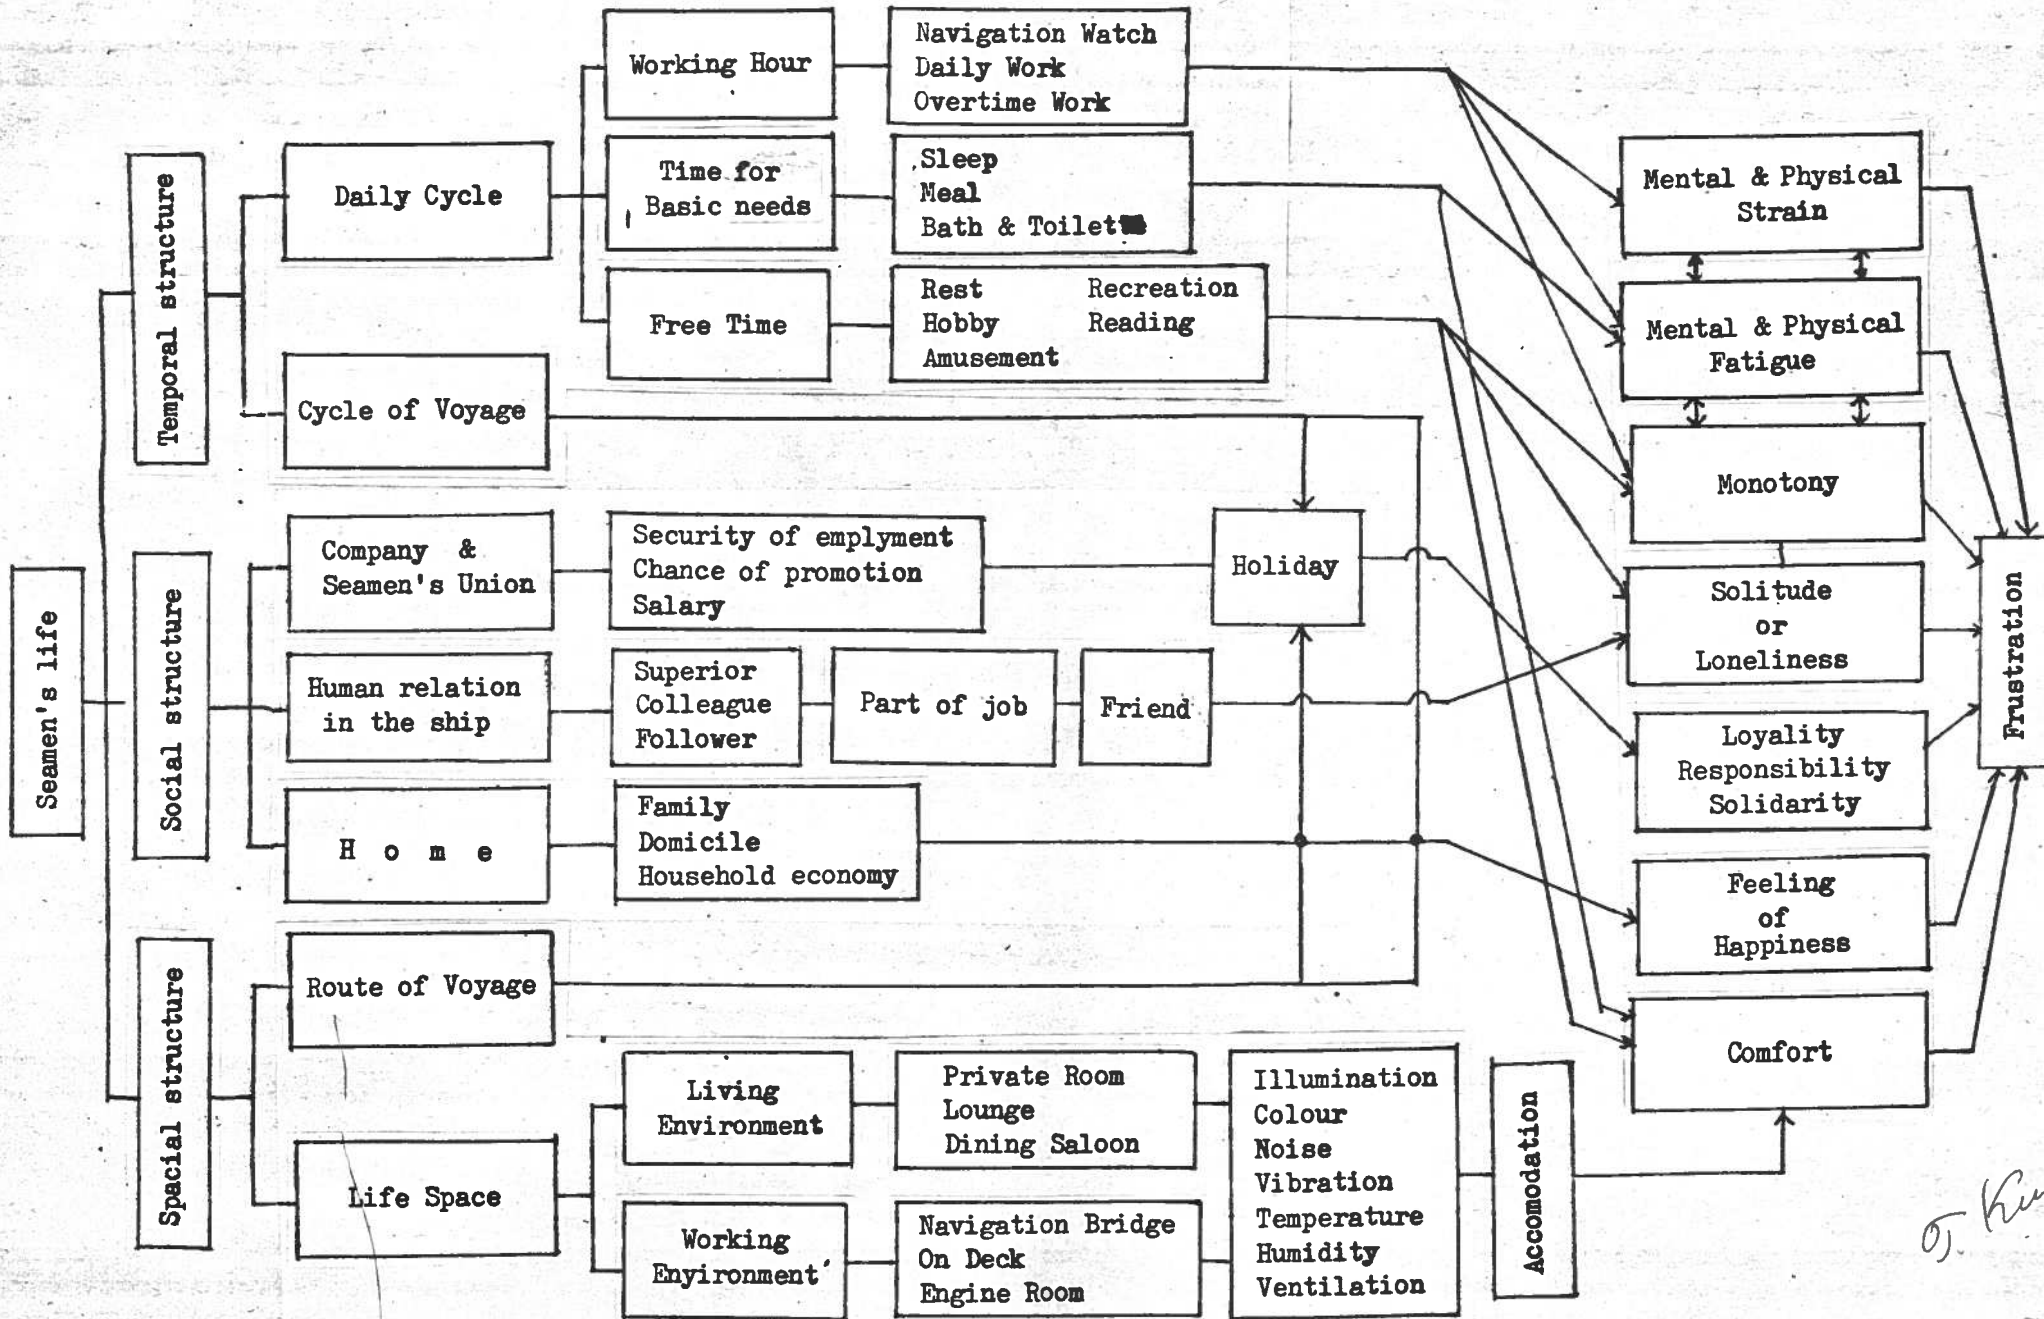 Seamen's life
Temporal structure
Social structure
Spacial structure
Daily Cycle
Cycle of Voyage
Company &
Seamen's Union
Human relation
in the ship
H o m e
Route of Voyage
Life Space
Working Hour
Time for
Basic needs
Free Time
Navigation Watch
Daily Work
Overtime Work
Sleep
Meal
Bath & Toilet
Rest Recreation
Hobby Reading
Amusement
Security of emplyment
Chance of promotion
Salary
Holiday
Superior
Colleague
Follower
Part of job
Friend
Family
Domicile
Household economy
Living
Environment
Working
Enyironment
Private Room
Lounge
Dining Saloon
Navigation Bridge
On Deck
Engine Room
Illumination
Colour
Noise
Vibration
Temperature
Humidity
Ventilation
Accomodation
Mental & Physical
Strain
Mental & Physical
Fatigue
Monotony
Solitude
or
Loneliness
Loyality
Responsibility
Solidarity
Feeling
of
Happiness
Comfort
Frustration